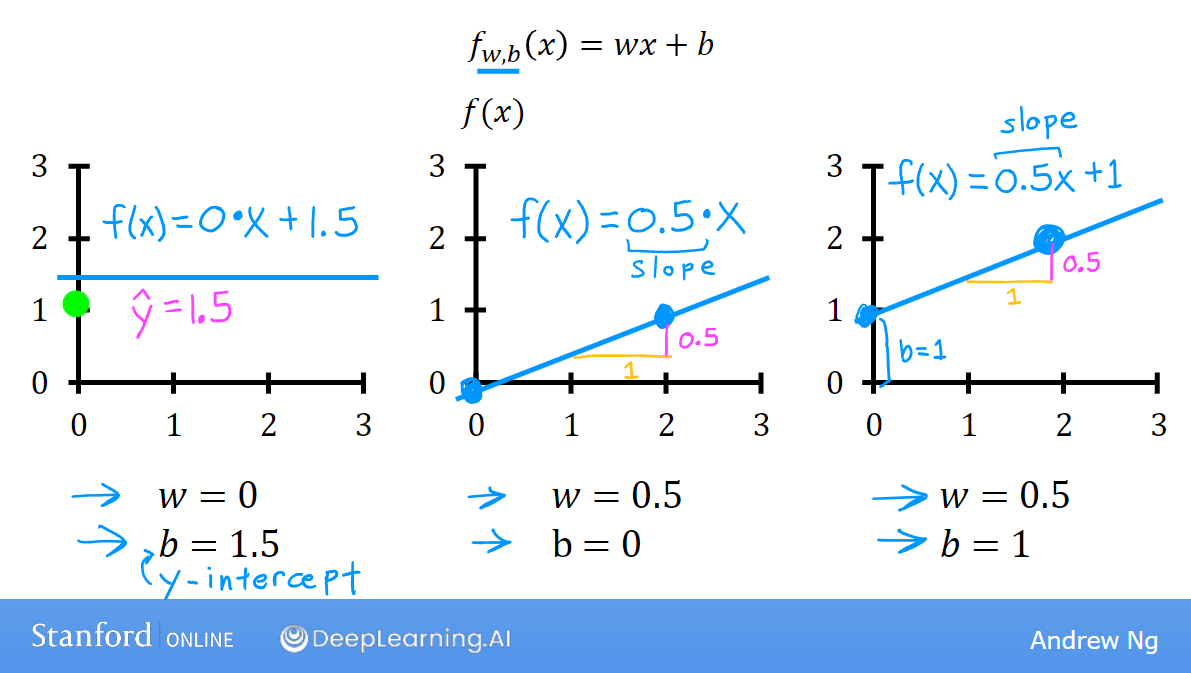 f_{w,b}(x) = wx + b
f(x)
3
2
1
0
0 1 2 3
f(x)=0•x+1.5
ŷ=1.5
→ w = 0
→ b = 1.5
y-intercept
3
2
1
0
0 1 2 3
f(x)=0.5•x
slope
0.5
1
→ w = 0.5
→ b = 0
slope
f(x)=0.5x+1
3
2
1
0
0 1 2 3
0.5
1
b=1
→ w = 0.5
→ b = 1
Stanford | ONLINE
DeepLearning.AI
Andrew Ng